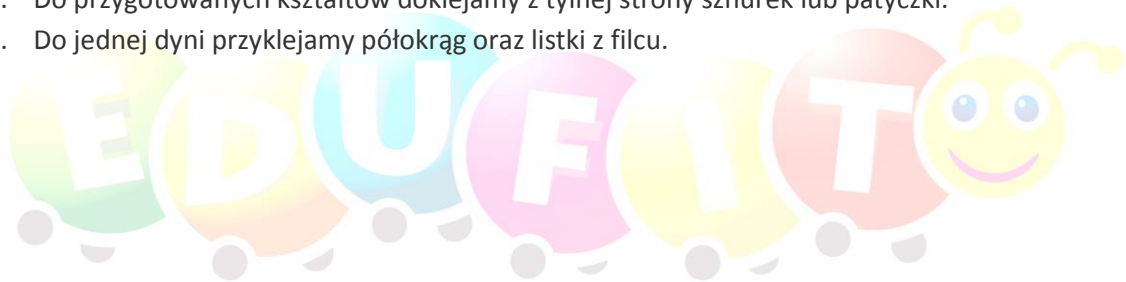 . Do przygotowanych kształtów doklejamy z tylnej strony sznurek lub patyczki.
. Do jednej dyni przyklejamy półokrąg oraz listki z filcu.
EDUFIT